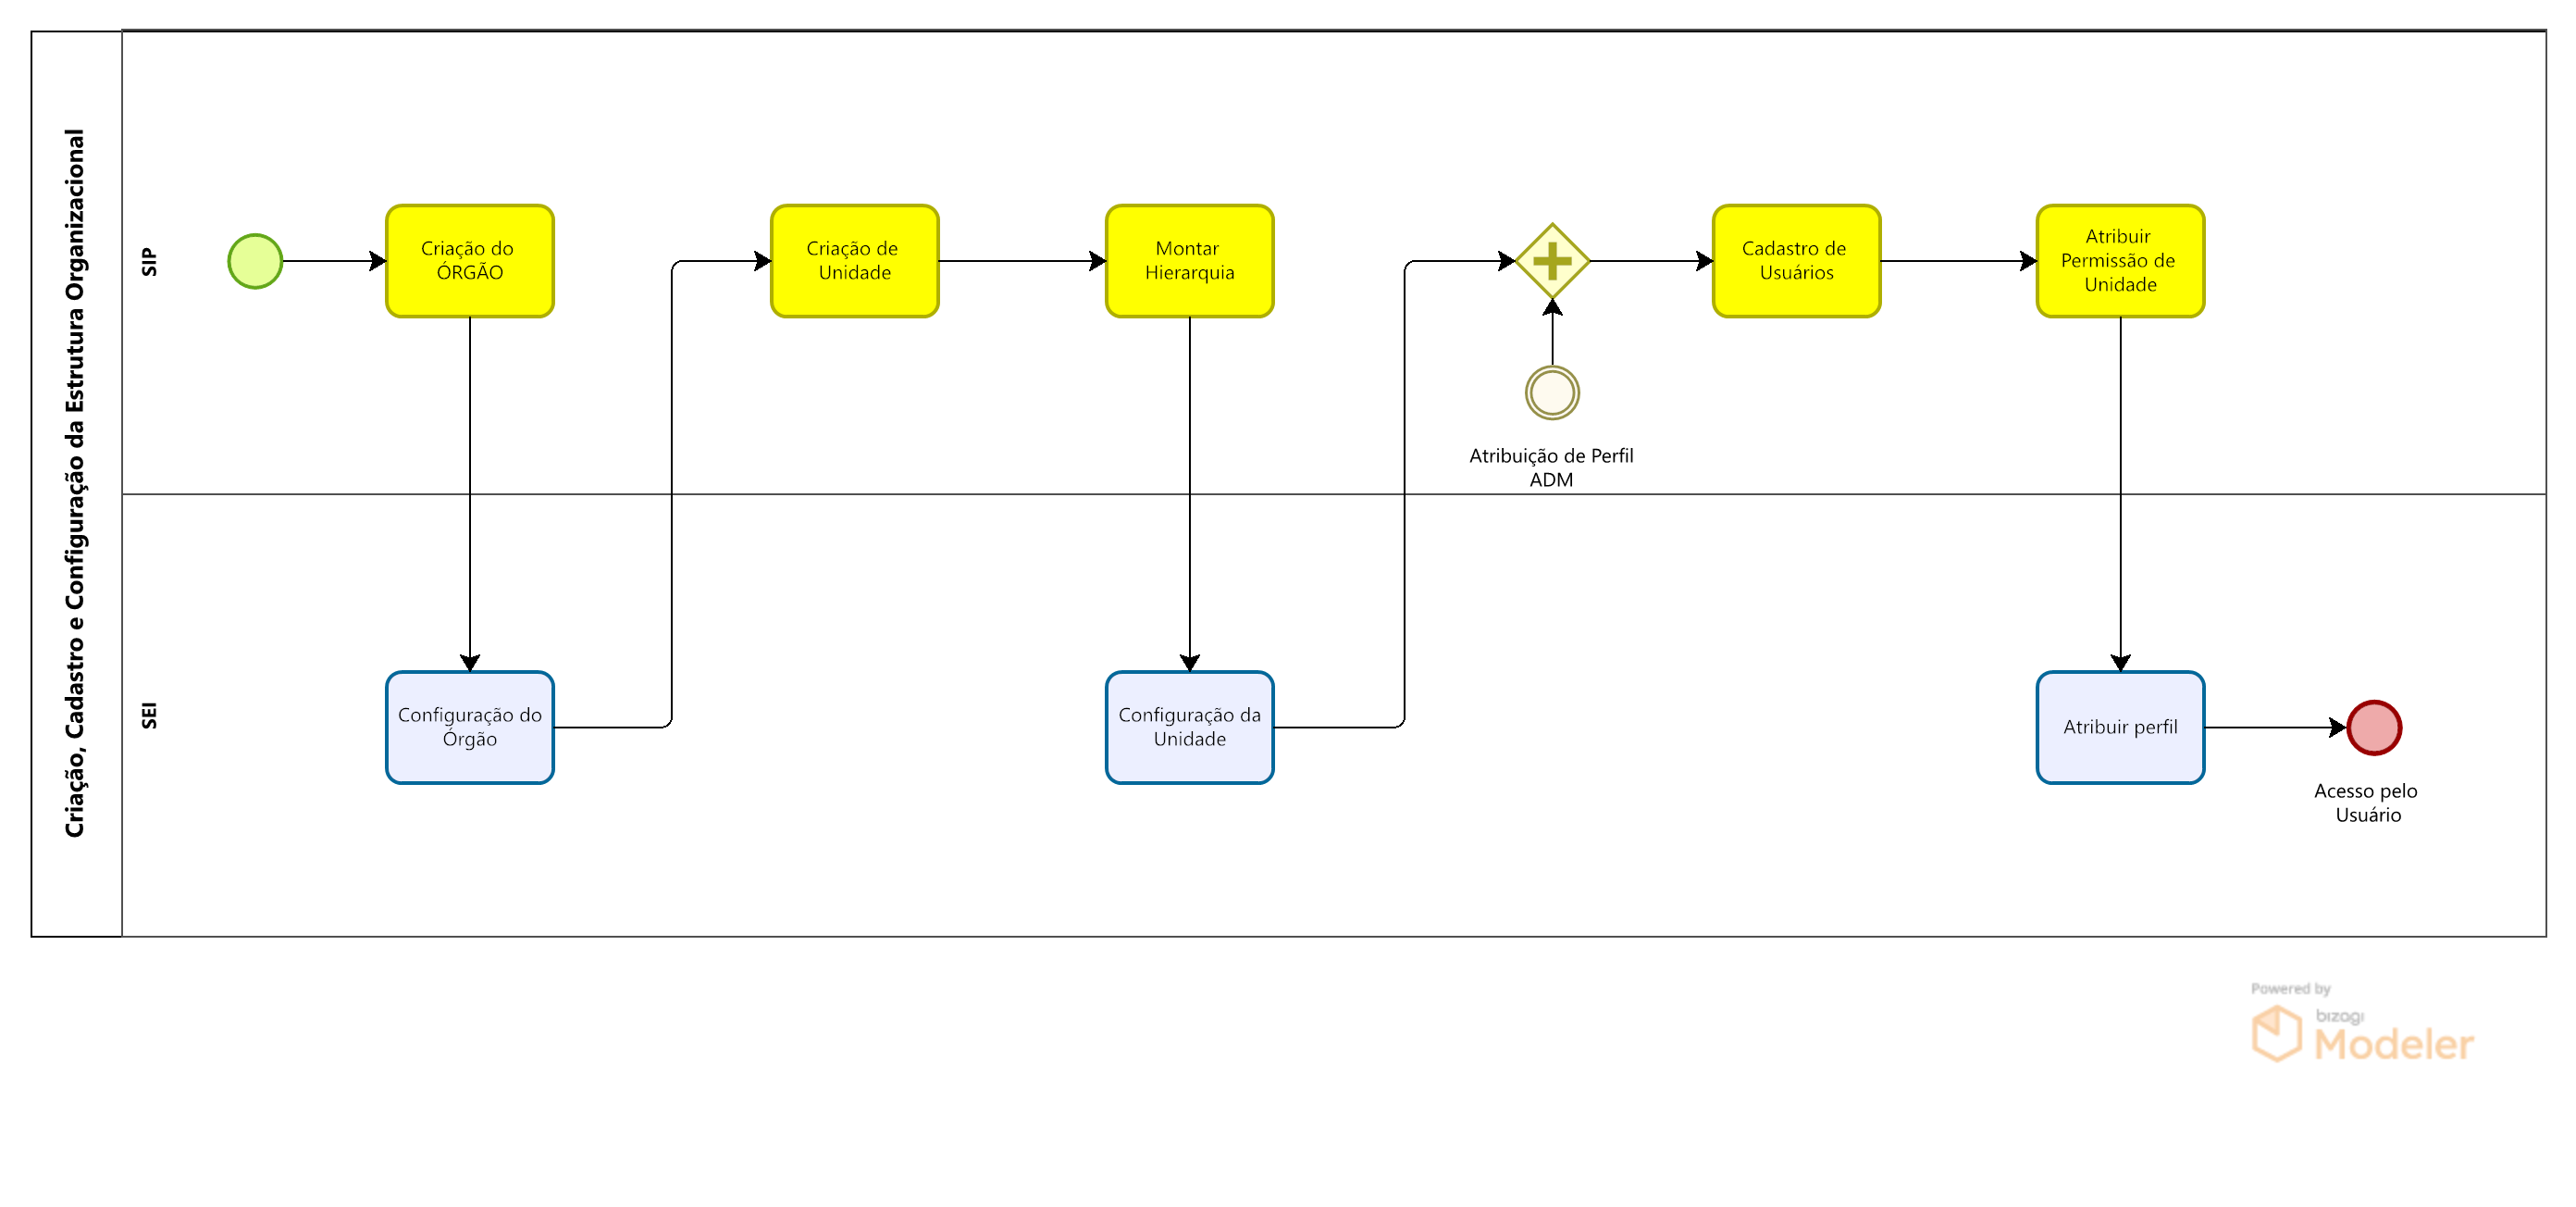 Criação, Cadastro e Configuração da Estrutura Organizacional
SIP
Criação do
ÓRGÃO
Criação de
Unidade
Montar
Hierarquia
Cadastro de
Usuários
Atribuir
Permissão de
Unidade
Atribuição de Perfil
ADM
SEI
Configuração do
Órgão
Configuração da
Unidade
Atribuir perfil
Acesso pelo
Usuário
Powered by
bizagi
Modeler